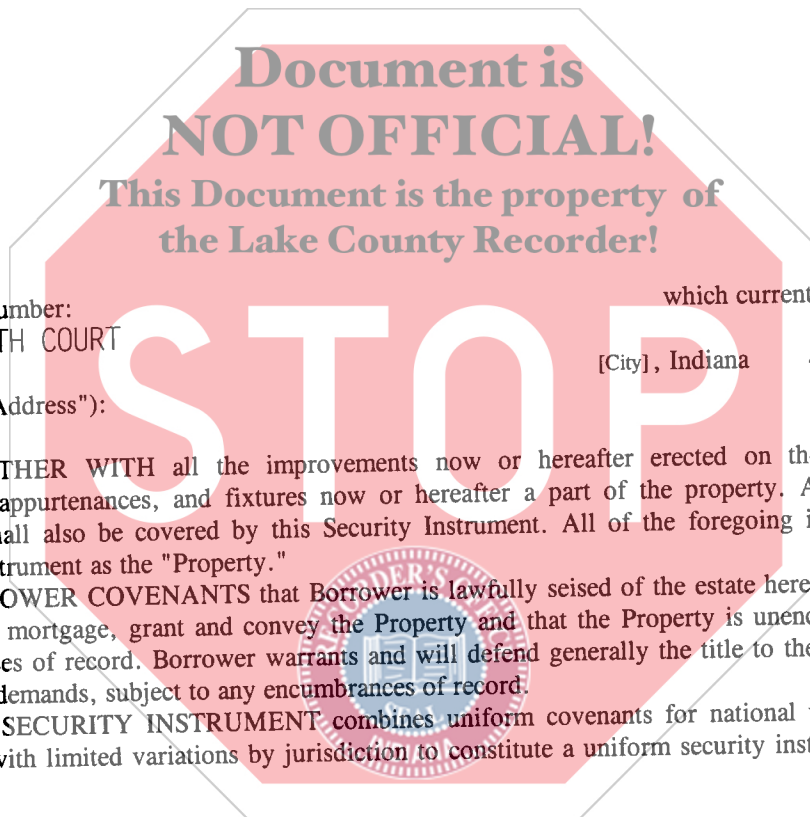 Document is
NOT OFFICIAL!
This Document is the property of
the Lake County Recorder!
umber: which current
TH COURT
[City], Indiana
Address"):
STOP
THER WITH all the improvements now or hereafter erected on th
appurtenances, and fixtures now or hereafter a part of the property. A
all also be covered by this Security Instrument. All of the foregoing i
trument as the "Property."
OWER COVENANTS that Borrower is lawfully seised of the estate here
mortgage, grant and convey the Property and that the Property is unenc
es of record. Borrower warrants and will defend generally the title to the
demands, subject to any encumbrances of record.
SECURITY INSTRUMENT combines uniform covenants for national
with limited variations by jurisdiction to constitute a uniform security inst
RECORDER'S OFFICE
SEAL